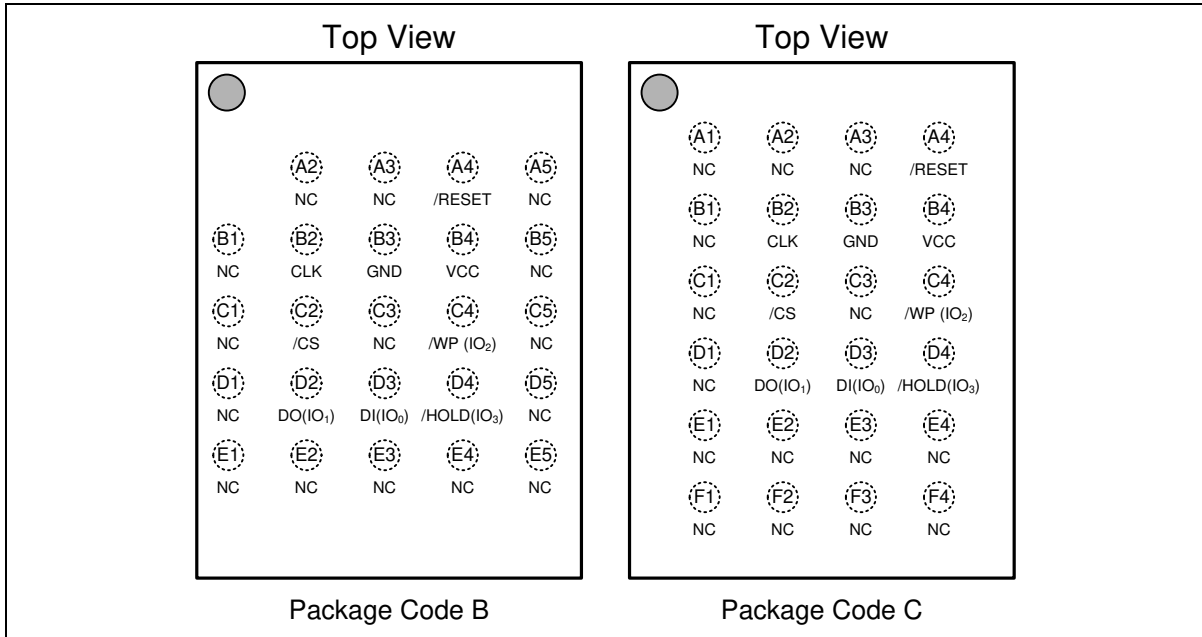 Top View
A2 A3 A4 A5
NC NC /RESET NC
B1 B2 B3 B4 B5
NC CLK GND VCC NC
C1 C2 C3 C4 C5
NC /CS NC /WP (IO₂) NC
D1 D2 D3 D4 D5
NC DO(IO₁) DI(IO₀) /HOLD(IO₃) NC
E1 E2 E3 E4 E5
NC NC NC NC NC
Package Code B
Top View
A1 A2 A3 A4
NC NC NC /RESET
B1 B2 B3 B4
NC CLK GND VCC
C1 C2 C3 C4
NC /CS NC /WP (IO₂)
D1 D2 D3 D4
NC DO(IO₁) DI(IO₀) /HOLD(IO₃)
E1 E2 E3 E4
NC NC NC NC
F1 F2 F3 F4
NC NC NC NC
Package Code C